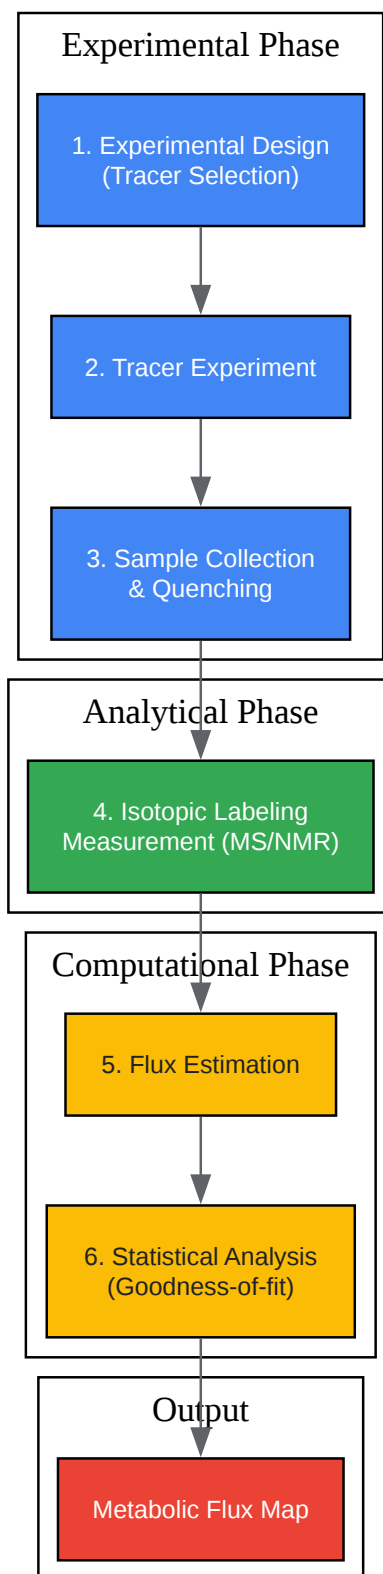 Experimental Phase
1. Experimental Design
(Tracer Selection)
2. Tracer Experiment
3. Sample Collection
& Quenching
Analytical Phase
4. Isotopic Labeling
Measurement (MS/NMR)
Computational Phase
5. Flux Estimation
6. Statistical Analysis
(Goodness-of-fit)
Output
Metabolic Flux Map